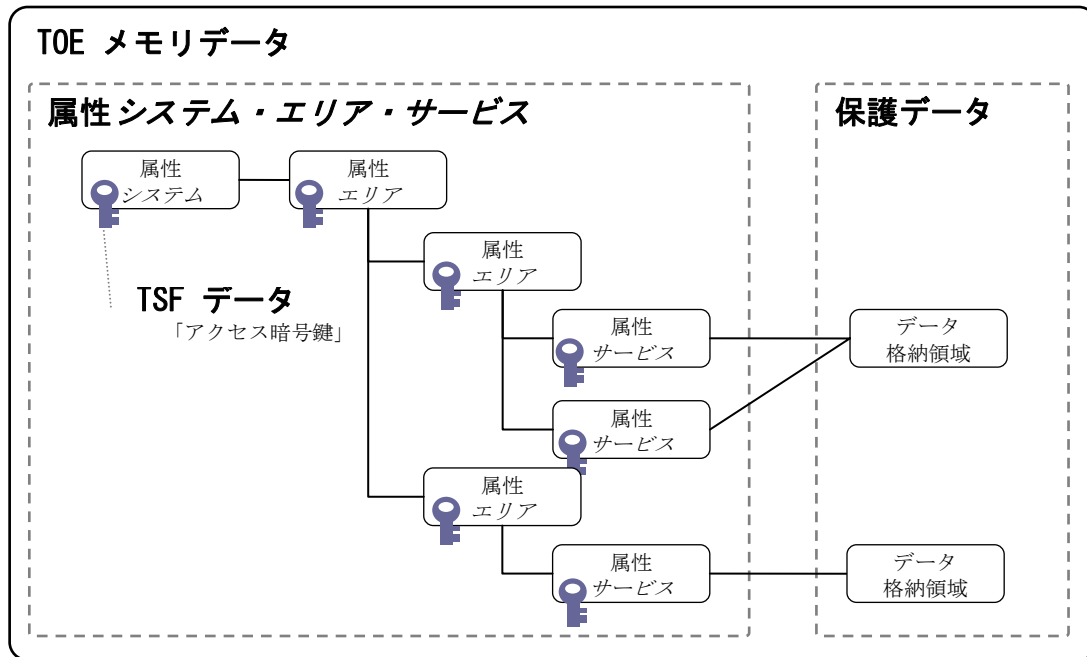 TOE メモリデータ
属性 システム・エリア・サービス
保護データ
属性
システム
属性
エリア
属性
エリア
TSF データ
「アクセス暗号鍵」
属性
サービス
データ
格納領域
属性
サービス
属性
エリア
属性
サービス
データ
格納領域